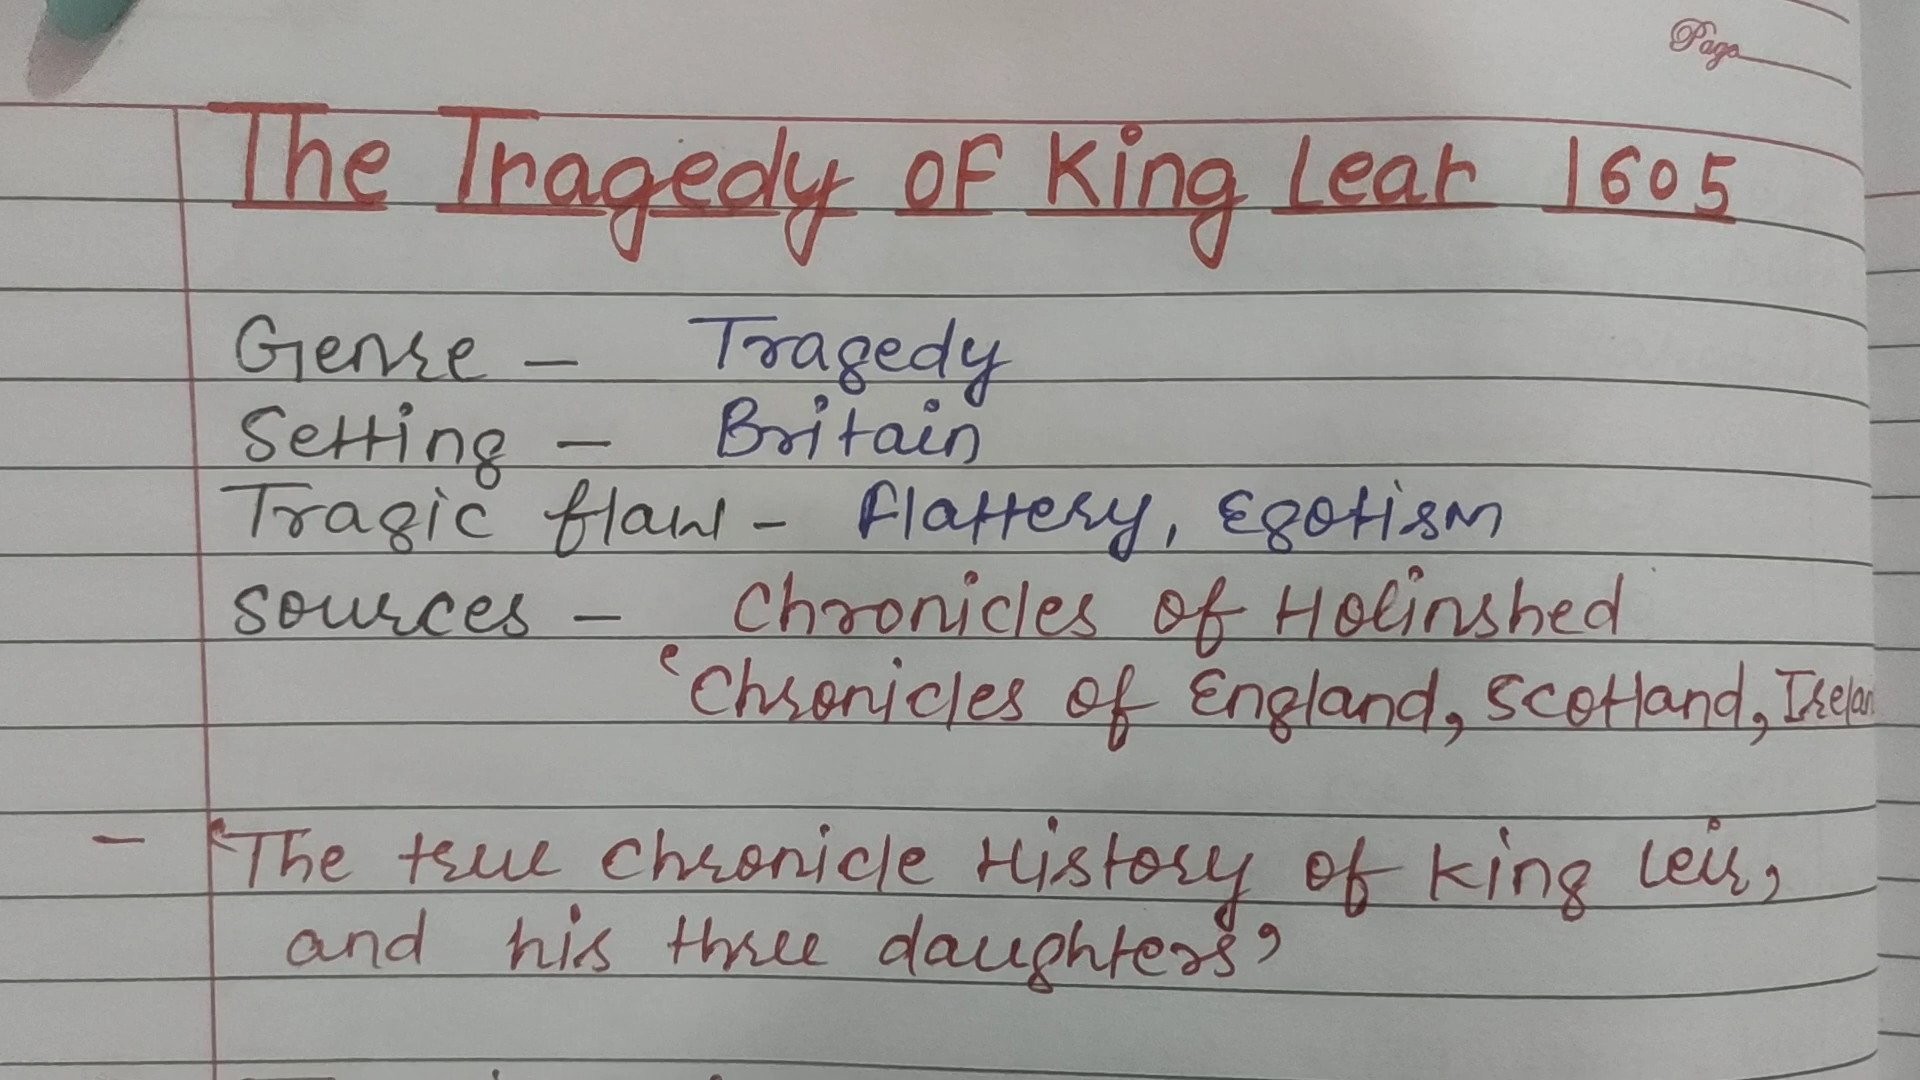 Page
The Tragedy of King Lear 1605
Genre - Tragedy
Setting - Britain
Tragic flaw - Flattery, Egotism
Sources - Chronicles of Holinshed
'Chronicles of England, Scotland, Irelan
- 'The true Chronicle History of King Leir,
and his three daughters'